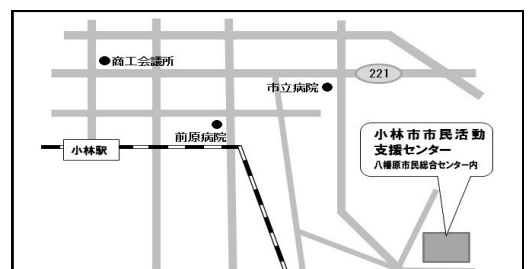 商工会議所
221
市立病院
前原病院
小林駅
小林市市民活動
支援センター
八幡原市民総合センター内